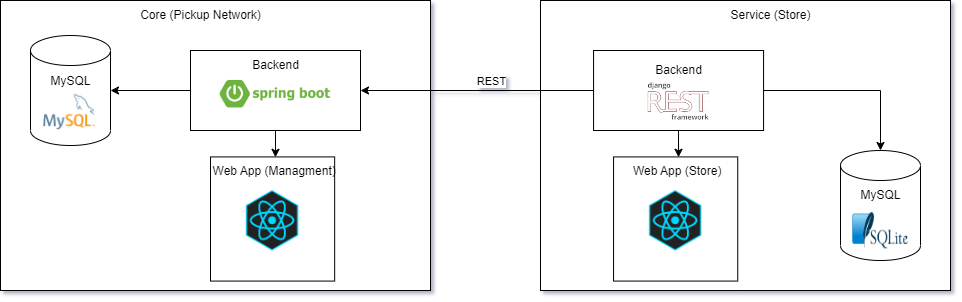 Core (Pickup Network)
MySQL
MySQL.
Backend
spring boot
Web App (Managment)
REST
Service (Store)
Backend
django
REST
framework
Web App (Store)
MySQL
SQLite